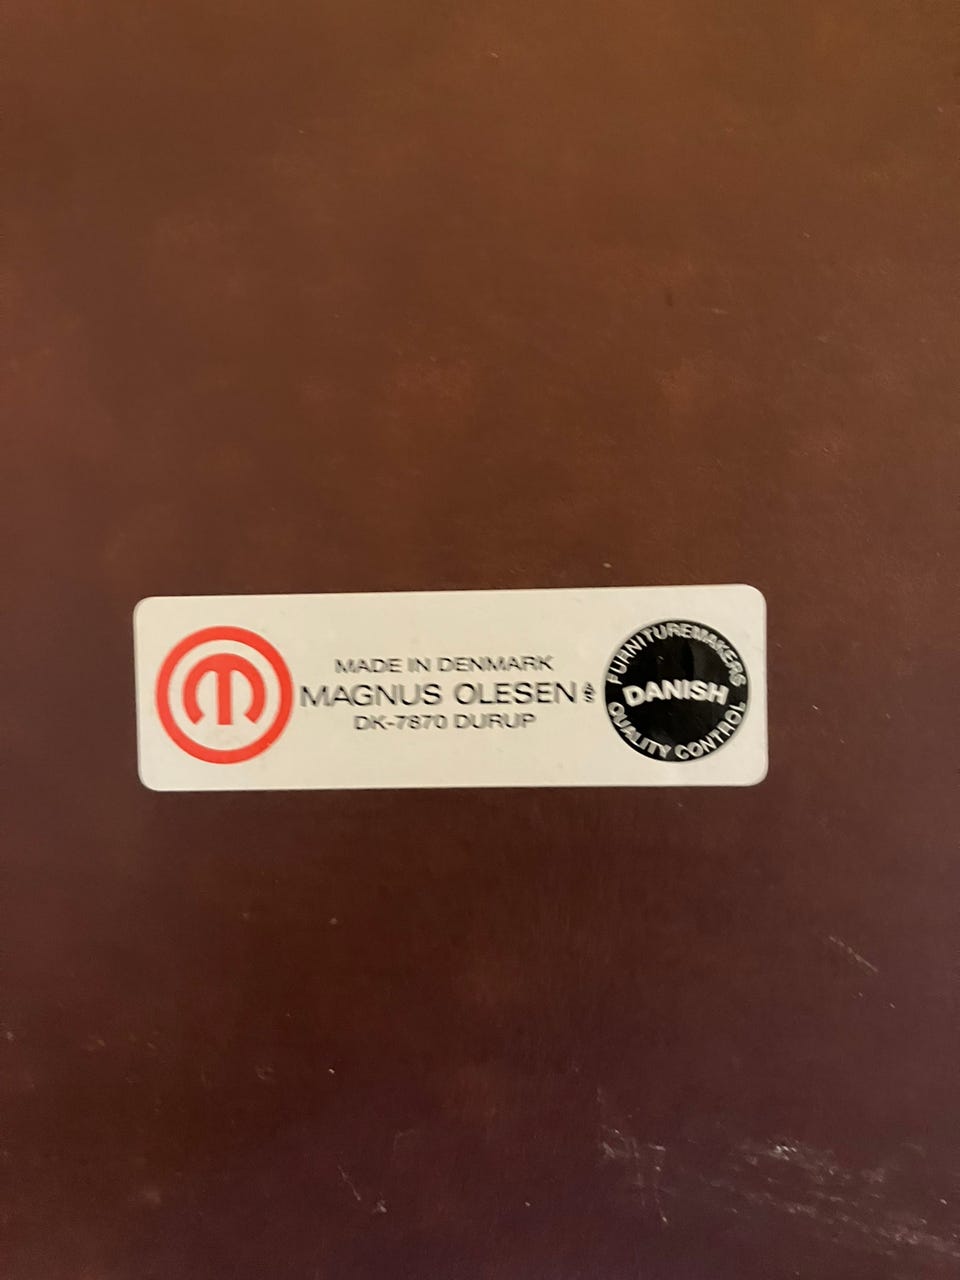 MADE IN DENMARK
MAGNUS OLESEN A/S
DK-7870 DURUP
FURNITUREMAKERS
DANISH
QUALITY CONTROL